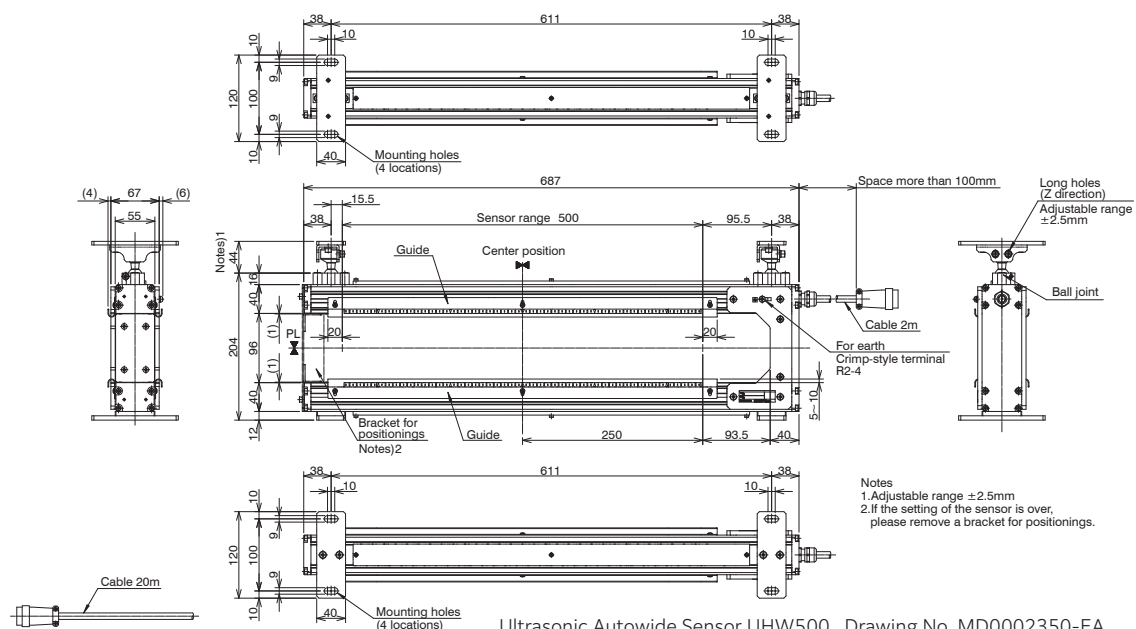 38
611
38
10
10
10
9
120
100
9
10
40
Mounting holes
(4 locations)
687
Space more than 100mm
(4)
67
(6)
55
Long holes
(Z direction)
Adjustable range
±2.5mm
Ball joint
38
15.5
Sensor range 500
95.5
38
Notes)1
44
16
40
204
96
40
12
Guide
Center position
(1)
20
20
PL
(1)
Cable 2m
For earth
Crimp-style terminal
R2-4
5~10
Bracket for
positionings
Notes)2
Guide
250
93.5
40
38
611
38
10
10
10
9
120
100
9
10
40
Mounting holes
(4 locations)
Notes
1.Adjustable range ±2.5mm
2.If the setting of the sensor is over,
please remove a bracket for positionings.
Cable 20m
Ultrasonic Autowide Sensor UHW500 Drawing No. MD0002350-EA